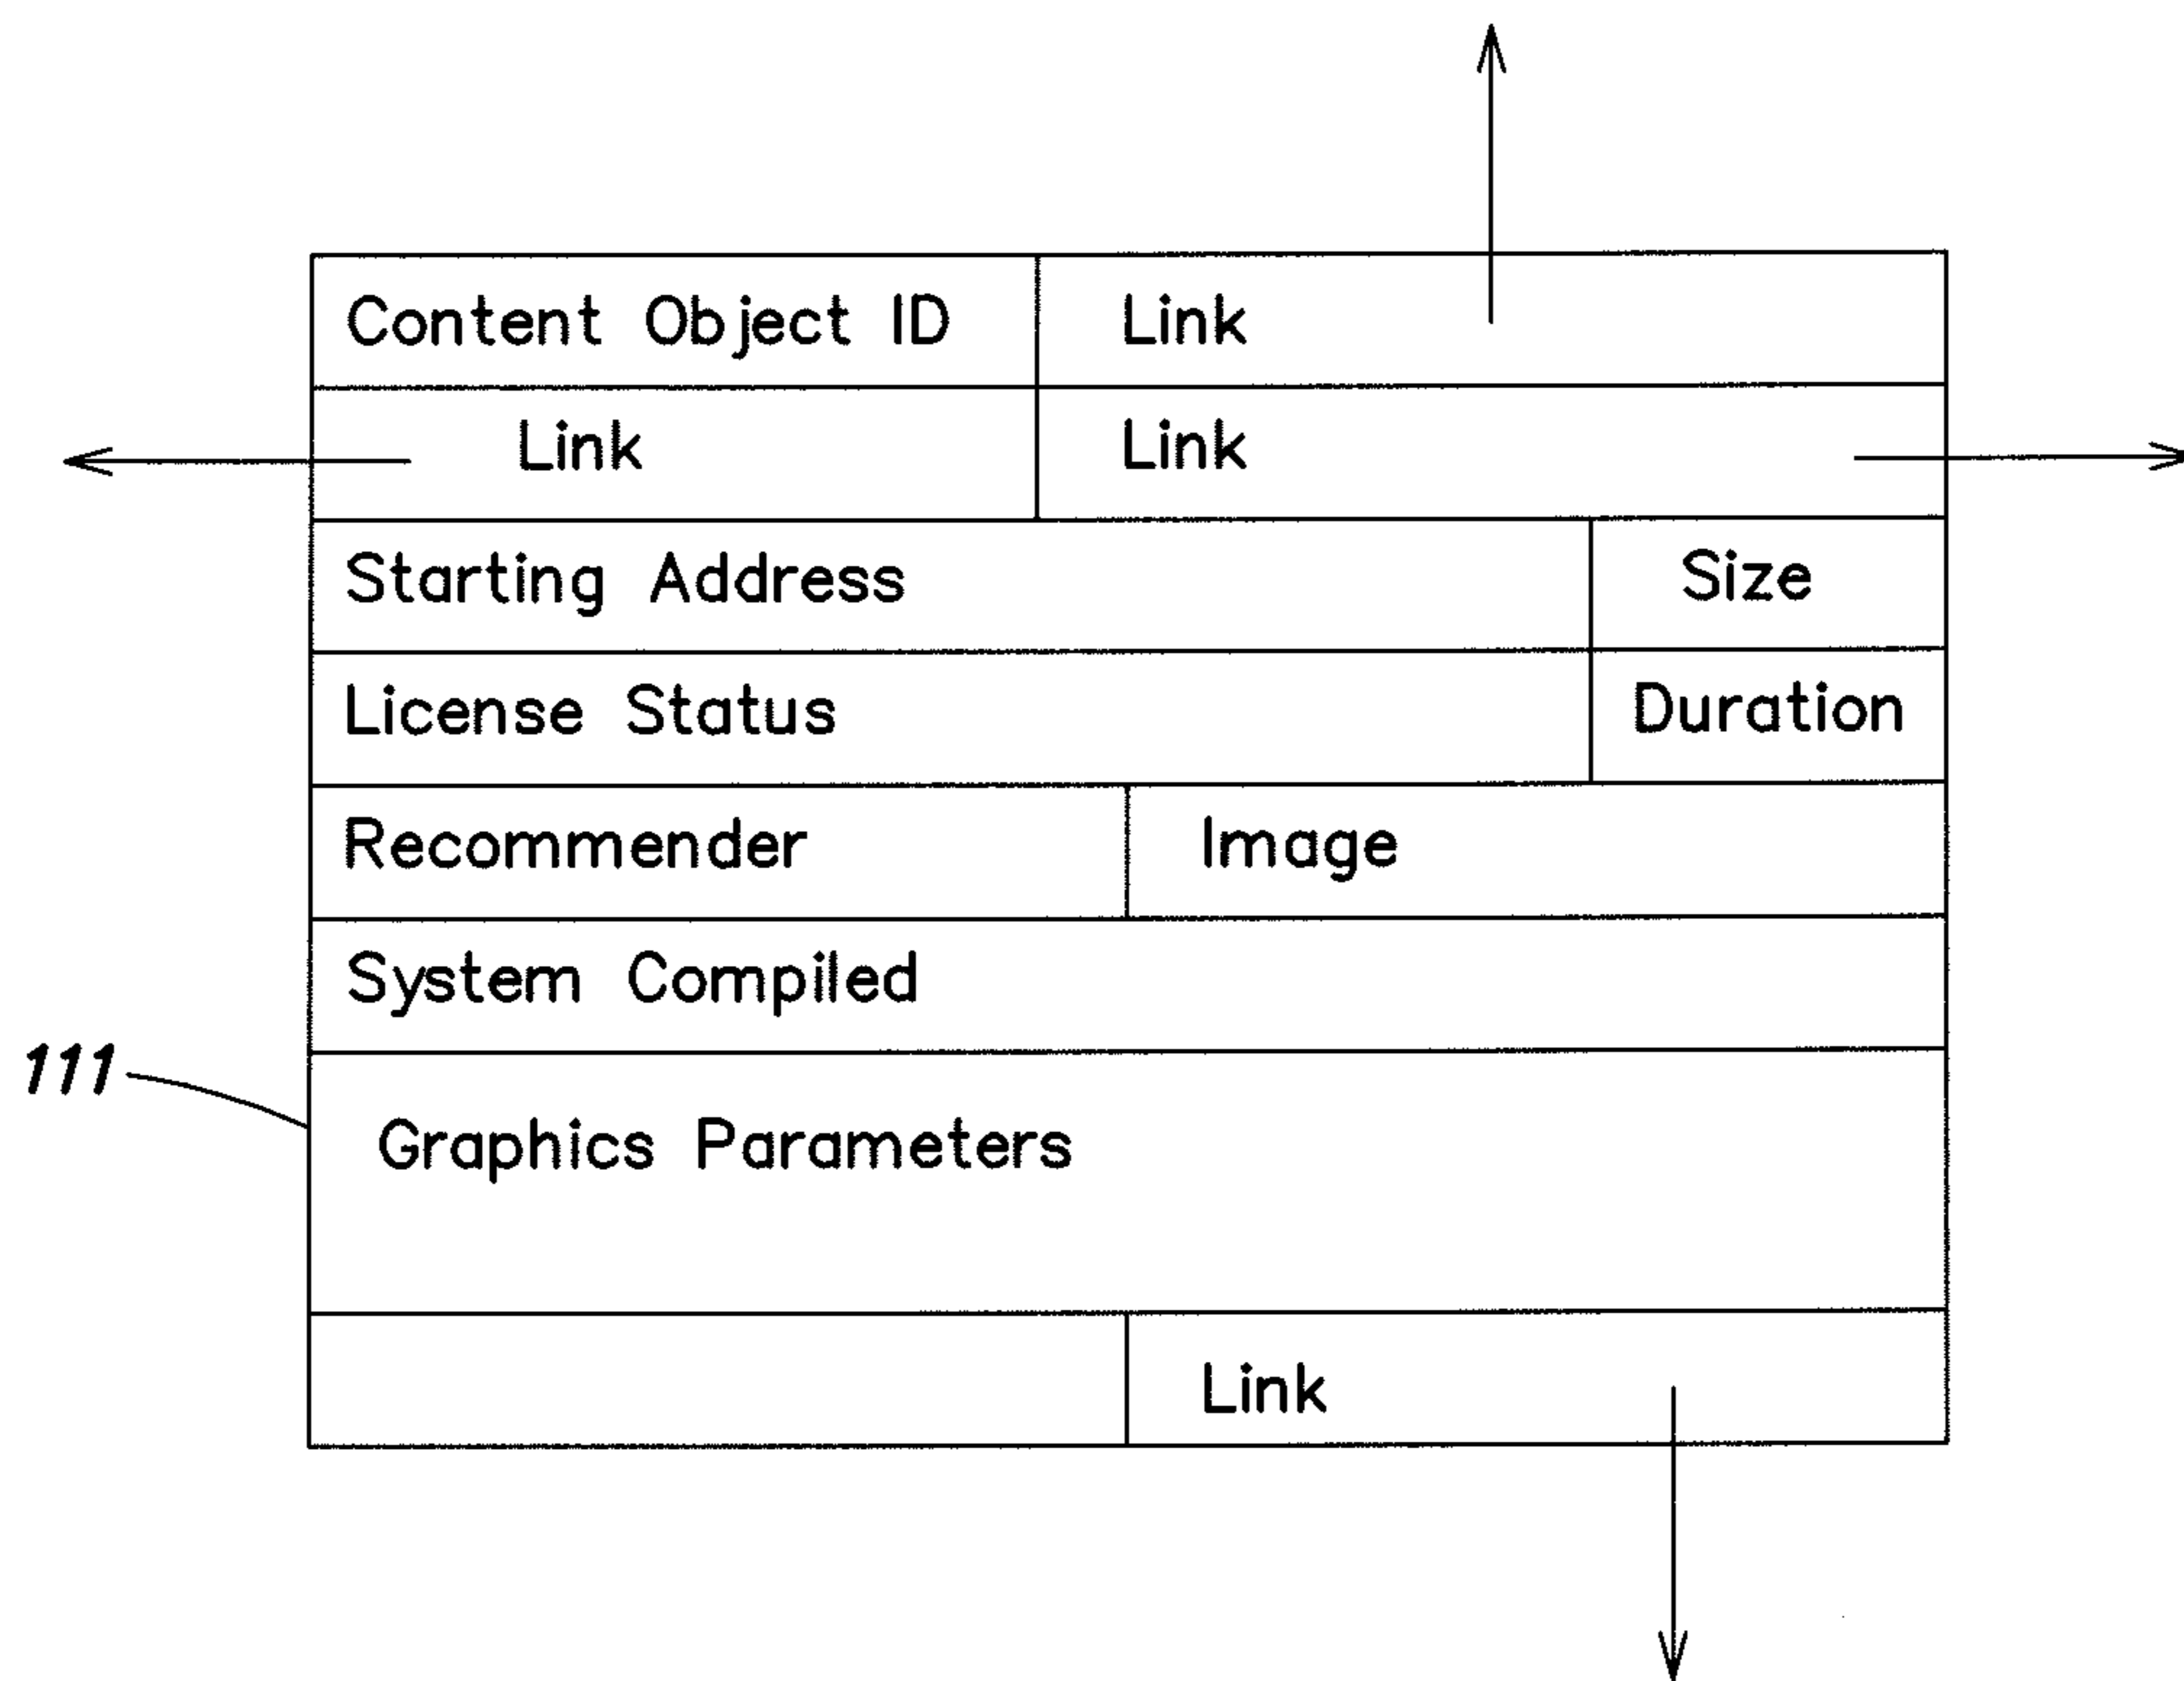 Content Object ID Link
Link Link
Starting Address Size
License Status Duration
Recommender Image
System Compiled
111
Graphics Parameters
Link